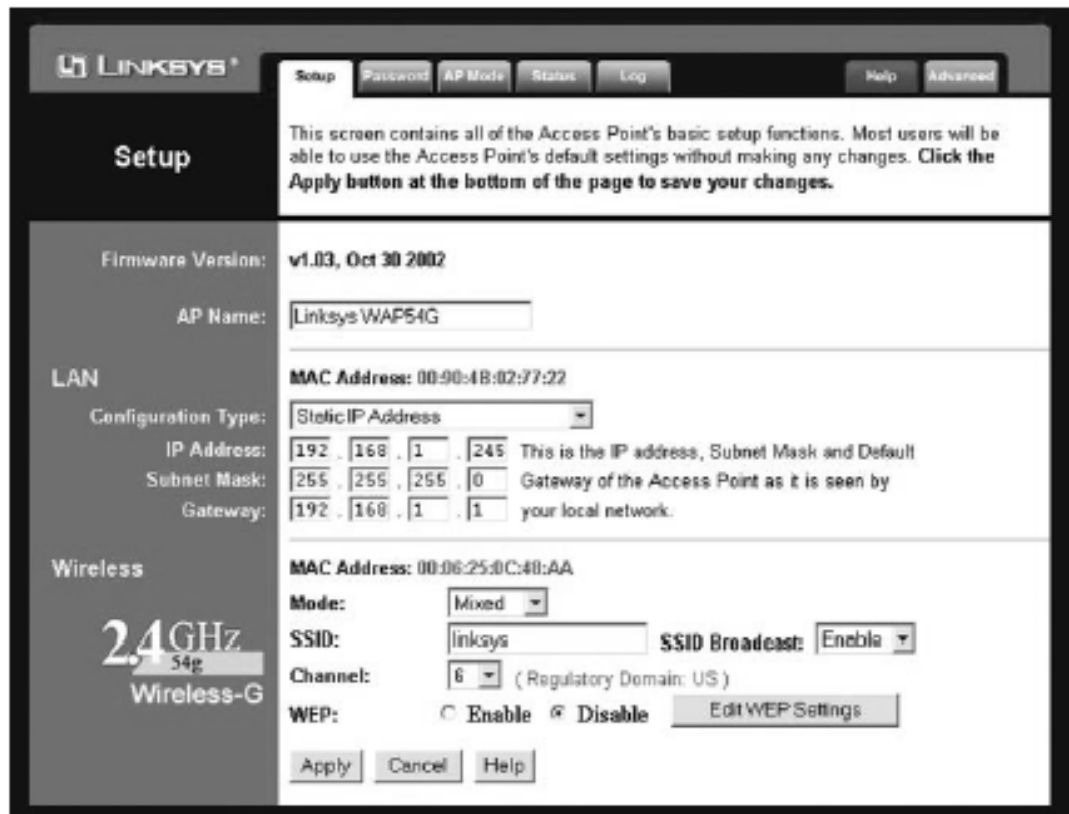 LINKSYS®
Setup Password AP Mode Status Log Help Advanced
Setup
This screen contains all of the Access Point's basic setup functions. Most users will be
able to use the Access Point's default settings without making any changes. Click the
Apply button at the bottom of the page to save your changes.
Firmware Version: v1.03, Oct 30 2002
AP Name: Linksys WAP54G
LAN
MAC Address: 00:90:4B:02:77:22
Configuration Type: Static IP Address
IP Address: 192 . 168 . 1 . 245 This is the IP address, Subnet Mask and Default
Subnet Mask: 255 . 255 . 255 . 0 Gateway of the Access Point as it is seen by
Gateway: 192 . 168 . 1 . 1 your local network.
Wireless
MAC Address: 00:06:25:0C:48:AA
Mode: Mixed
SSID: linksys SSID Broadcast: Enable
Channel: 6 ( Regulatory Domain: US )
WEP: Enable Disable Edit WEP Settings
2.4 GHz
54g
Wireless-G
Apply Cancel Help